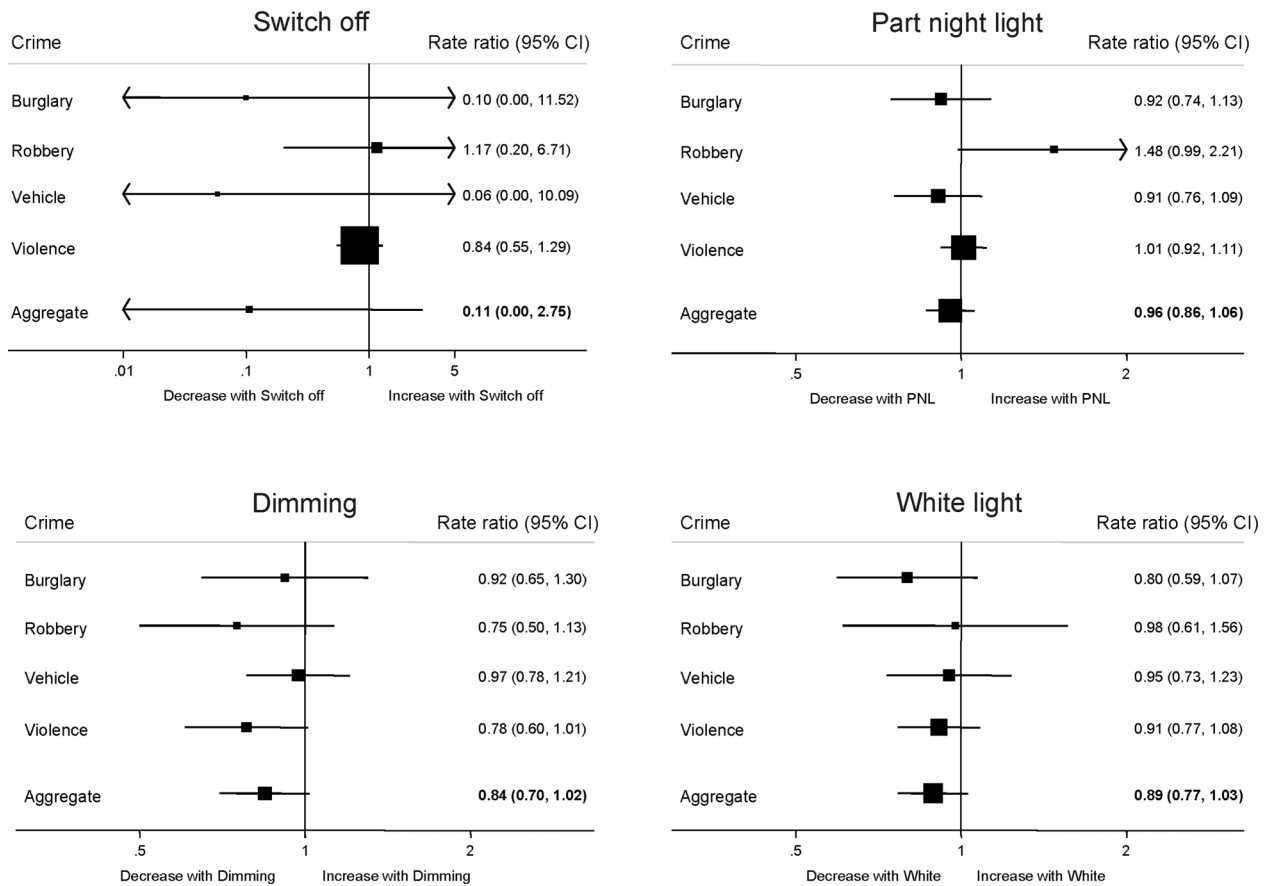 Switch off
Crime Rate ratio (95% CI)
Burglary 0.10 (0.00, 11.52)
Robbery 1.17 (0.20, 6.71)
Vehicle 0.06 (0.00, 10.09)
Violence 0.84 (0.55, 1.29)
Aggregate 0.11 (0.00, 2.75)
.01 .1 1 5
Decrease with Switch off Increase with Switch off
Part night light
Crime Rate ratio (95% CI)
Burglary 0.92 (0.74, 1.13)
Robbery 1.48 (0.99, 2.21)
Vehicle 0.91 (0.76, 1.09)
Violence 1.01 (0.92, 1.11)
Aggregate 0.96 (0.86, 1.06)
.5 1 2
Decrease with PNL Increase with PNL
Dimming
Crime Rate ratio (95% CI)
Burglary 0.92 (0.65, 1.30)
Robbery 0.75 (0.50, 1.13)
Vehicle 0.97 (0.78, 1.21)
Violence 0.78 (0.60, 1.01)
Aggregate 0.84 (0.70, 1.02)
.5 1 2
Decrease with Dimming Increase with Dimming
White light
Crime Rate ratio (95% CI)
Burglary 0.80 (0.59, 1.07)
Robbery 0.98 (0.61, 1.56)
Vehicle 0.95 (0.73, 1.23)
Violence 0.91 (0.77, 1.08)
Aggregate 0.89 (0.77, 1.03)
.5 1 2
Decrease with White Increase with White